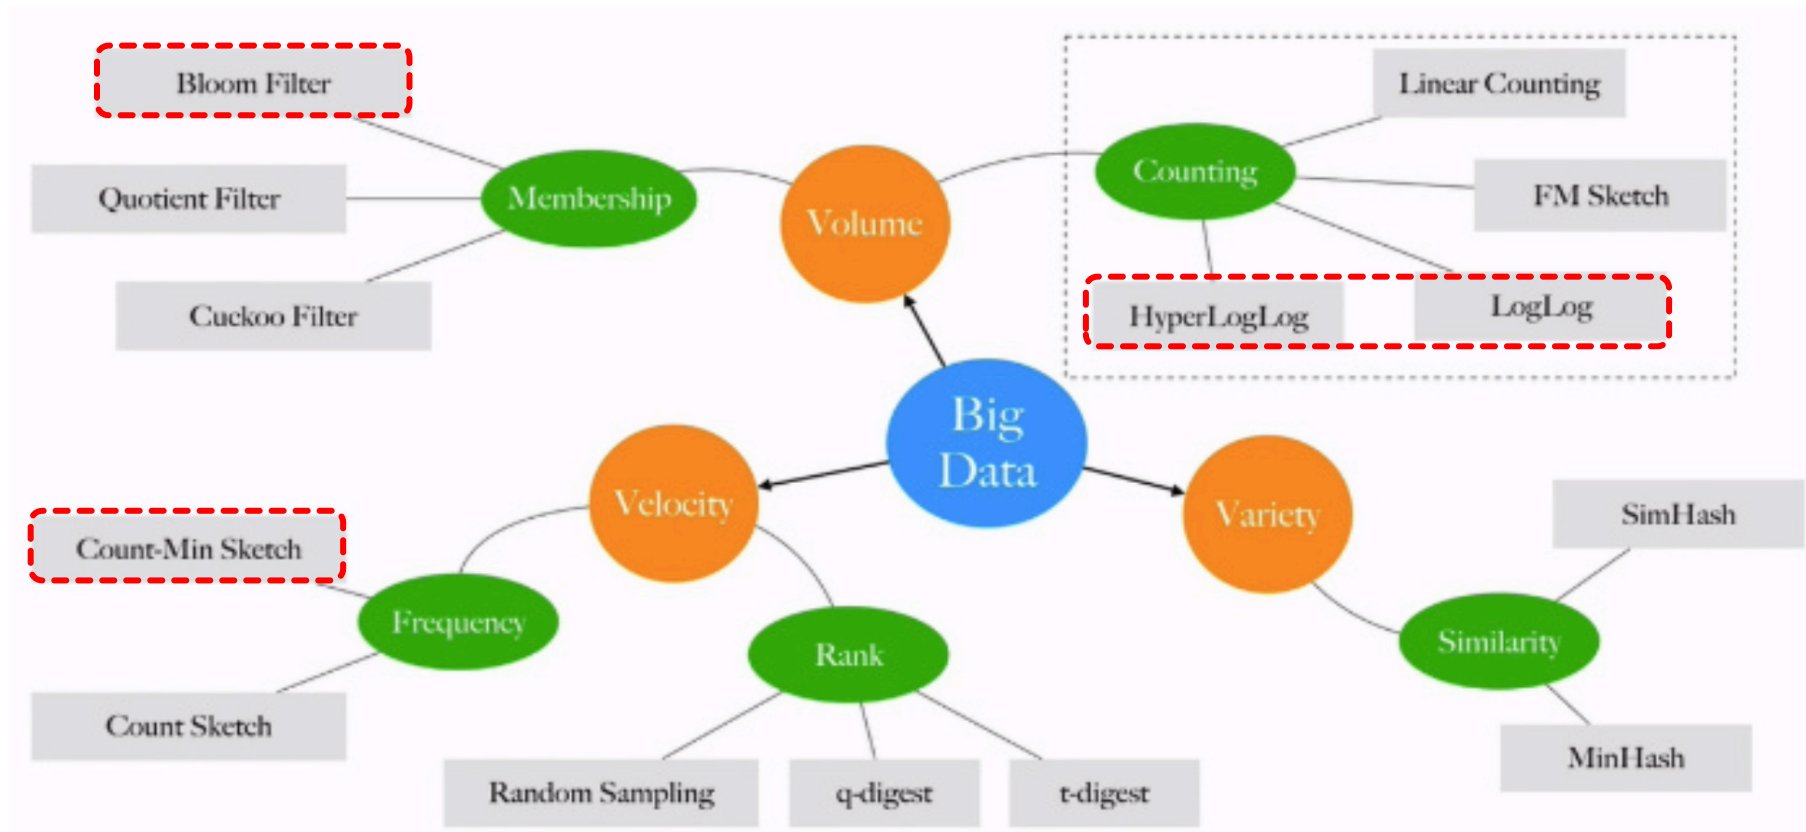 Bloom Filter
Quotient Filter
Cuckoo Filter
Membership
Volume
Counting
Linear Counting
FM Sketch
HyperLogLog
LogLog
Big
Data
Velocity
Variety
Count-Min Sketch
Frequency
Count Sketch
Rank
Random Sampling
q-digest
t-digest
SimHash
Similarity
MinHash